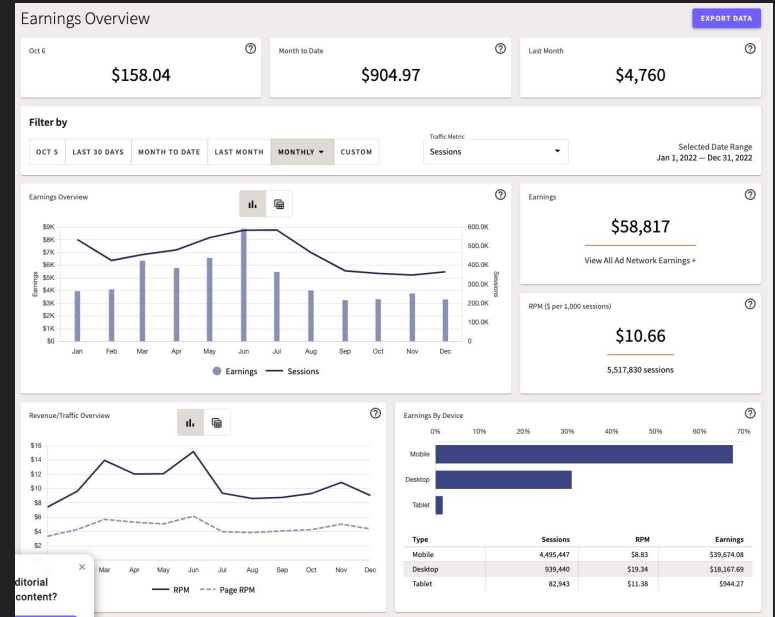 Earnings Overview
EXPORT DATA
Oct 6
$158.04
Month to Date
$904.97
Last Month
$4,760
Filter by
OCT 5 LAST 30 DAYS MONTH TO DATE LAST MONTH MONTHLY CUSTOM
Traffic Metric
Sessions
Selected Date Range
Jan 1, 2022 — Dec 31, 2022
Earnings Overview
$9K
$8K
$7K
$6K
$5K
$4K
$3K
$2K
$1K
$0
Earnings
600.0K
500.0K
400.0K
300.0K
200.0K
100.0K
0
Sessions
Jan Feb Mar Apr May Jun Jul Aug Sep Oct Nov Dec
Earnings Sessions
Earnings
$58,817
View All Ad Network Earnings +
RPM ($ per 1,000 sessions)
$10.66
5,517,830 sessions
Revenue/Traffic Overview
$16
$14
$12
$10
$8
$6
$4
$2
Mar Apr May Jun Jul Aug Sep Oct Nov Dec
RPM Page RPM
ditorial
content?
Earnings By Device
0% 10% 20% 30% 40% 50% 60% 70%
Mobile
Desktop
Tablet
Type Sessions RPM Earnings
Mobile 4,495,447 $8.83 $39,674.08
Desktop 939,440 $19.34 $18,167.69
Tablet 82,943 $11.38 $944.27